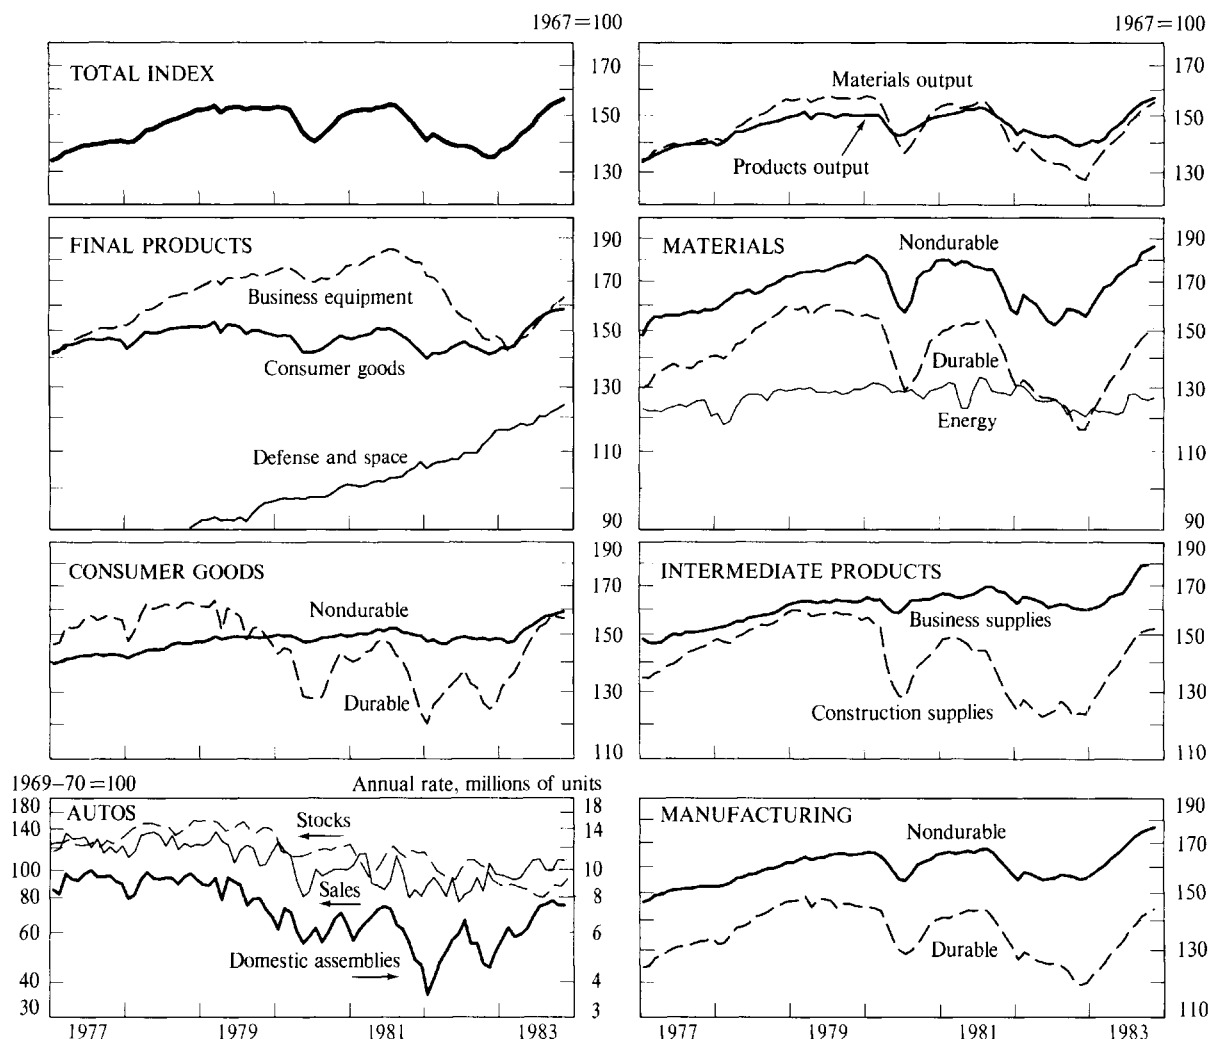 1967=100
TOTAL INDEX
170
150
130
1967=100
Materials output
Products output
170
150
130
FINAL PRODUCTS
Business equipment
Consumer goods
Defense and space
190
170
150
130
110
90
MATERIALS
Nondurable
Durable
Energy
190
170
150
130
110
90
CONSUMER GOODS
Nondurable
Durable
190
170
150
130
110
INTERMEDIATE PRODUCTS
Business supplies
Construction supplies
190
170
150
130
110
1969–70=100
Annual rate, millions of units
AUTOS
Stocks
Sales
Domestic assemblies
180
140
100
80
60
40
30
18
14
10
8
6
4
3
1977
1979
1981
1983
MANUFACTURING
Nondurable
Durable
190
170
150
130
110
1977
1979
1981
1983